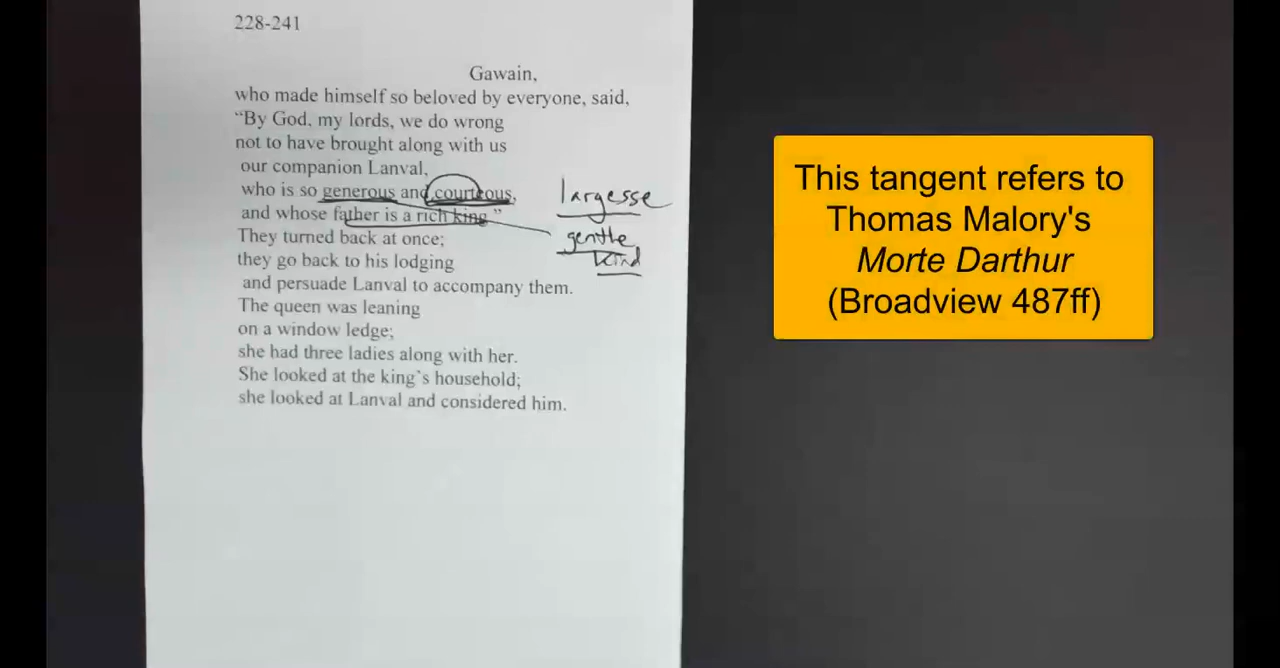 228-241
Gawain,
who made himself so beloved by everyone, said,
“By God, my lords, we do wrong
not to have brought along with us
our companion Lanval,
who is so generous and courteous,
and whose father is a rich king.”
They turned back at once;
they go back to his lodging
and persuade Lanval to accompany them.
The queen was leaning
on a window ledge;
she had three ladies along with her.
She looked at the king's household;
she looked at Lanval and considered him.
largesse
gentle
kind
This tangent refers to
Thomas Malory's
Morte Darthur
(Broadview 487ff)